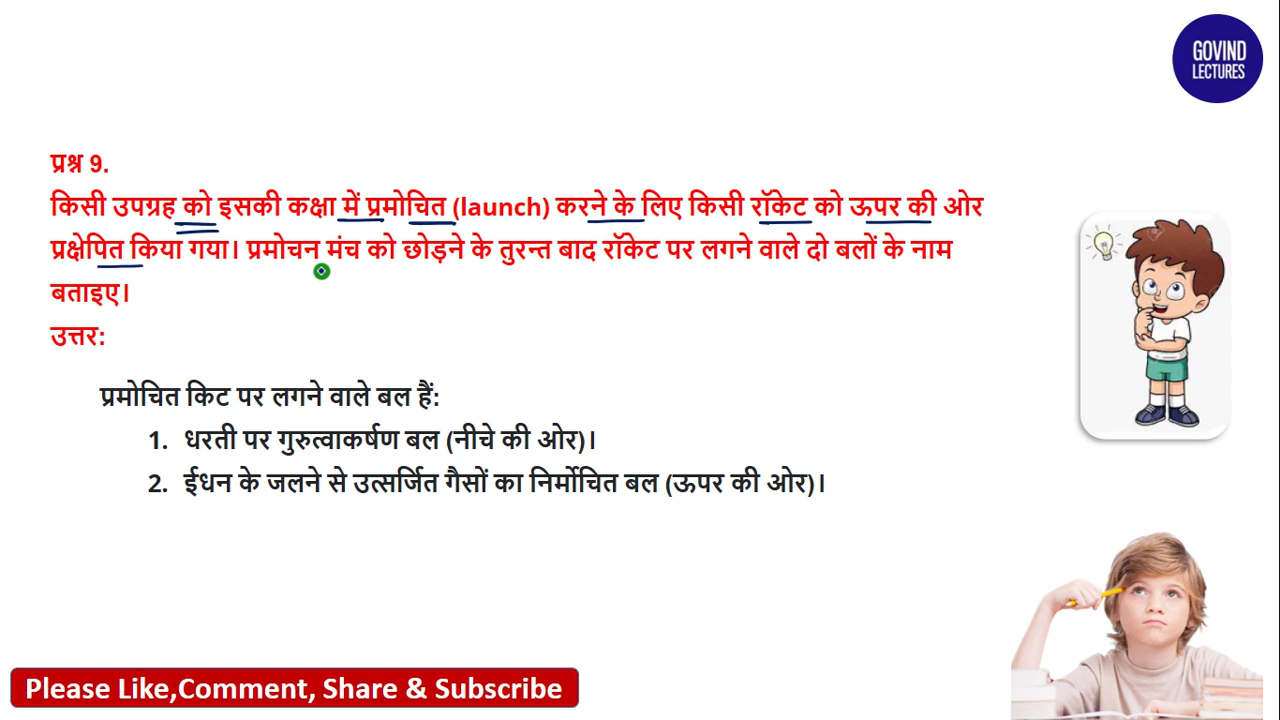 GOVIND
LECTURES
प्रश्न 9.
किसी उपग्रह को इसकी कक्षा में प्रमोचित (launch) करने के लिए किसी रॉकेट को ऊपर की ओर
प्रक्षेपित किया गया। प्रमोचन मंच को छोड़ने के तुरन्त बाद रॉकेट पर लगने वाले दो बलों के नाम
बताइए।
उत्तर:
प्रमोचित किट पर लगने वाले बल हैं:
1. धरती पर गुरुत्वाकर्षण बल (नीचे की ओर)।
2. ईधन के जलने से उत्सर्जित गैसों का निर्मोचित बल (ऊपर की ओर)।
Please Like,Comment, Share & Subscribe